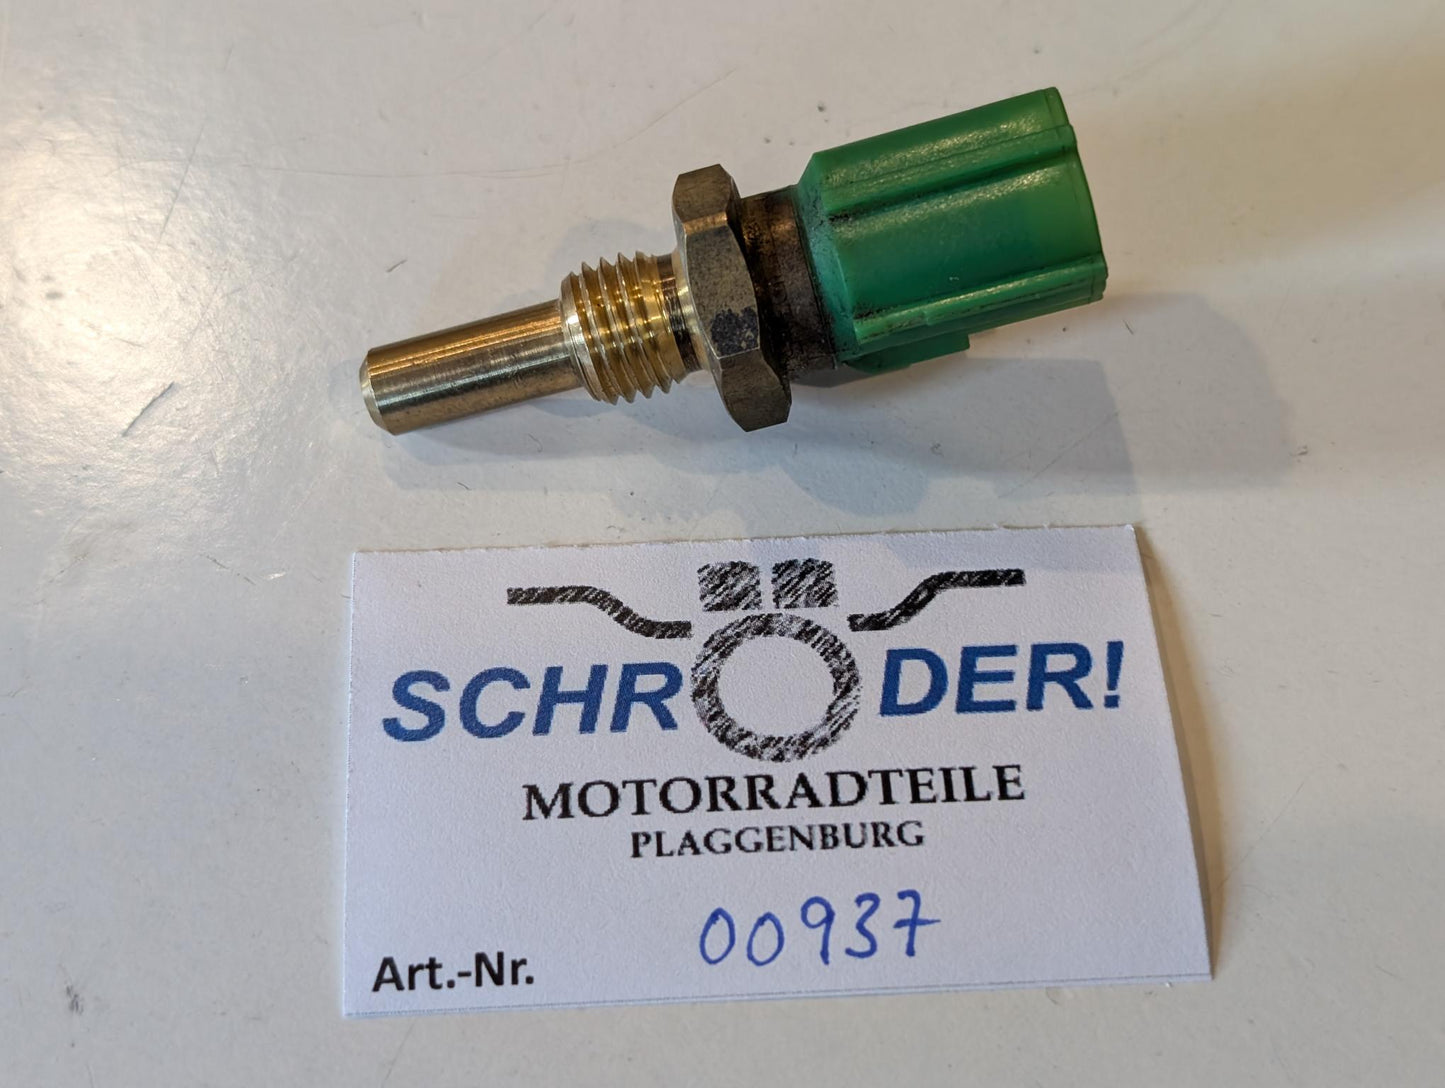 SCHRÖDER!
MOTORRADTEILE
PLAGGENBURG
00937
Art.-Nr.